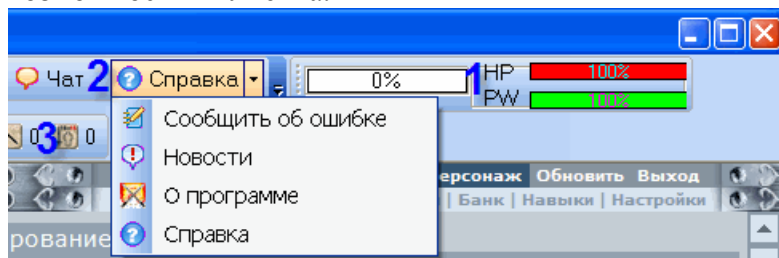 Чат 2 Справка 0% 1 HP 100%
PW 100%
0 3 0
Сообщить об ошибке
Новости
О программе
Справка
ерсонаж Обновить Выход
| Банк | Навыки | Настройки
рование